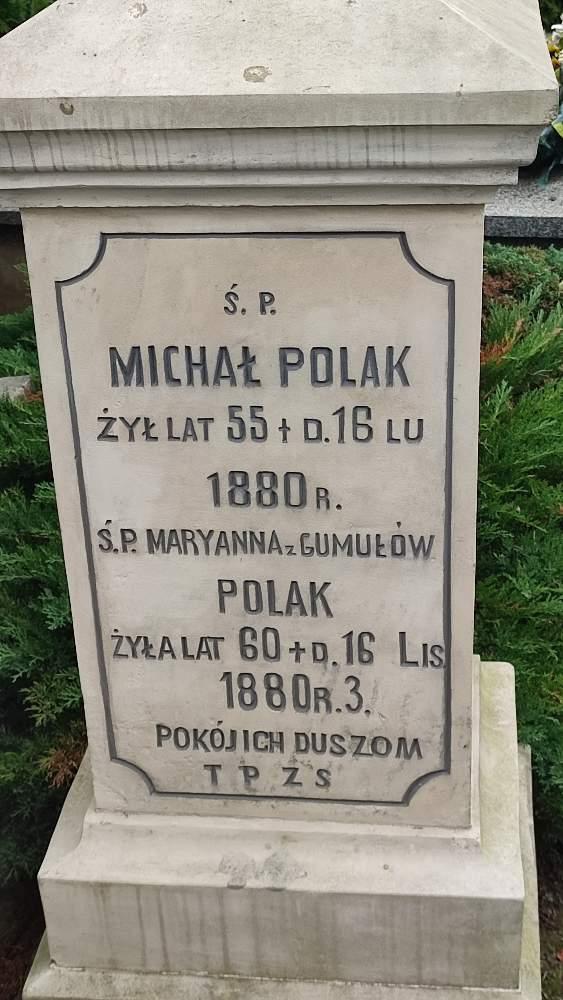 Ś. P.
MICHAŁ POLAK
ŻYŁ LAT 55 † D. 16 LU
1880 R.
Ś.P. MARYANNA Z GUMUŁÓW
POLAK
ŻYŁA LAT 60 † D. 16 LIS
1880 R. 3.
POKÓJ ICH DUSZOM
T P Z S